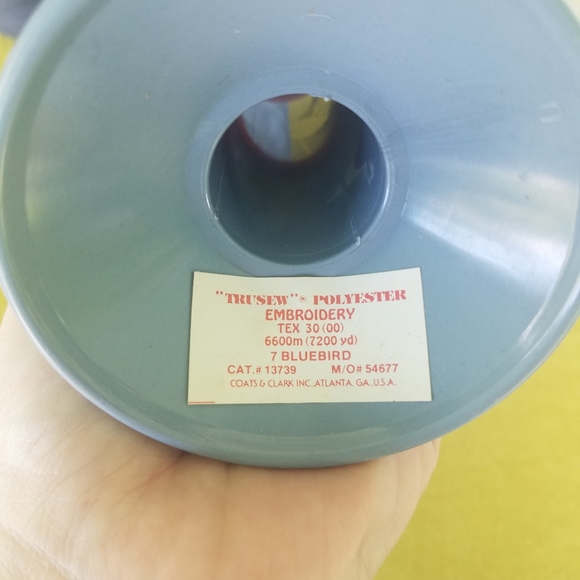 "TRUSEW"® POLYESTER
EMBROIDERY
TEX 30 (00)
6600m (7200 yd)
7 BLUEBIRD
CAT.# 13739 M/O# 54677
COATS & CLARK INC. ATLANTA. GA., U.S.A.